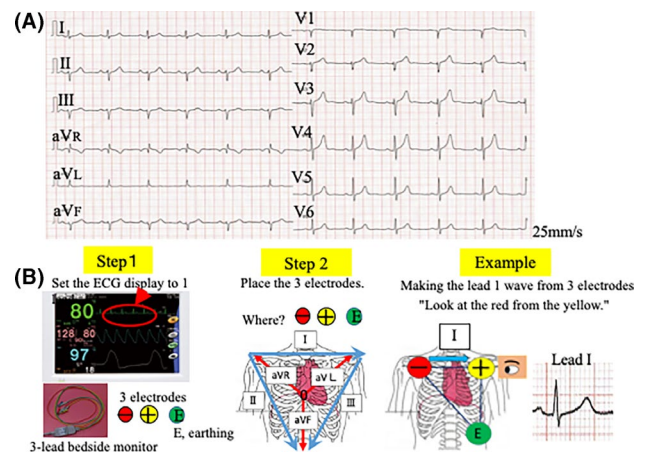 (A)
I
II
III
aVR
aVL
aVF
V1
V2
V3
V4
V5
V6
25mm/s
(B)
Step1
Set the ECG display to 1
80
128 80
97
18
3 electrodes
− + E
E, earthing
3-lead bedside monitor
Step 2
Place the 3 electrodes.
Where? − + E
I
aVR
aVL
II
III
aVF
Example
Making the lead 1 wave from 3 electrodes
"Look at the red from the yellow."
I
− +
E
Lead I